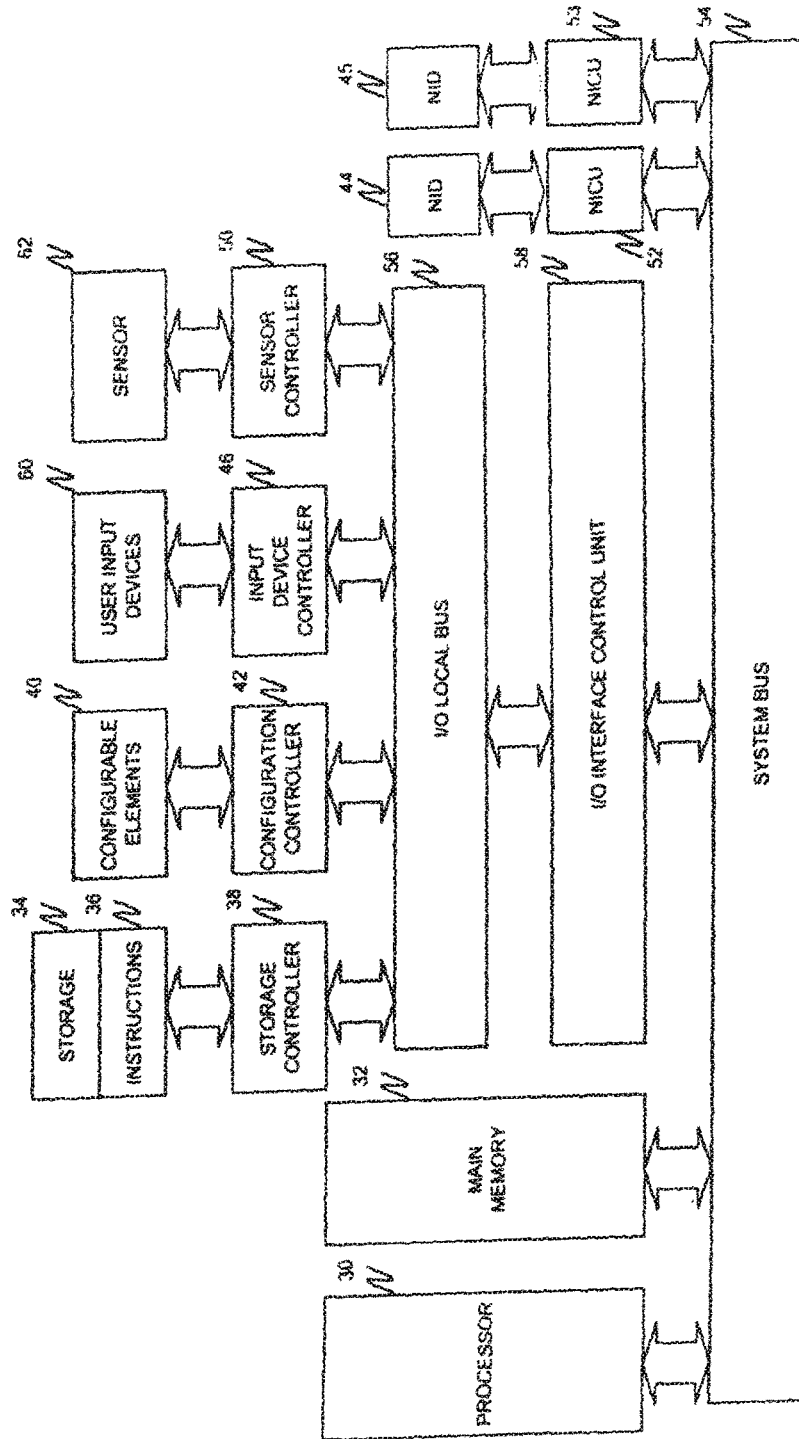 34
STORAGE
36
INSTRUCTIONS
40
CONFIGURABLE
ELEMENTS
60
USER INPUT
DEVICES
62
SENSOR
38
STORAGE
CONTROLLER
42
CONFIGURATION
CONTROLLER
46
INPUT
DEVICE
CONTROLLER
50
SENSOR
CONTROLLER
44
NID
45
NID
30
PROCESSOR
32
MAIN
MEMORY
56
I/O LOCAL BUS
58
I/O INTERFACE CONTROL UNIT
NICU
52
NICU
53
54
SYSTEM BUS